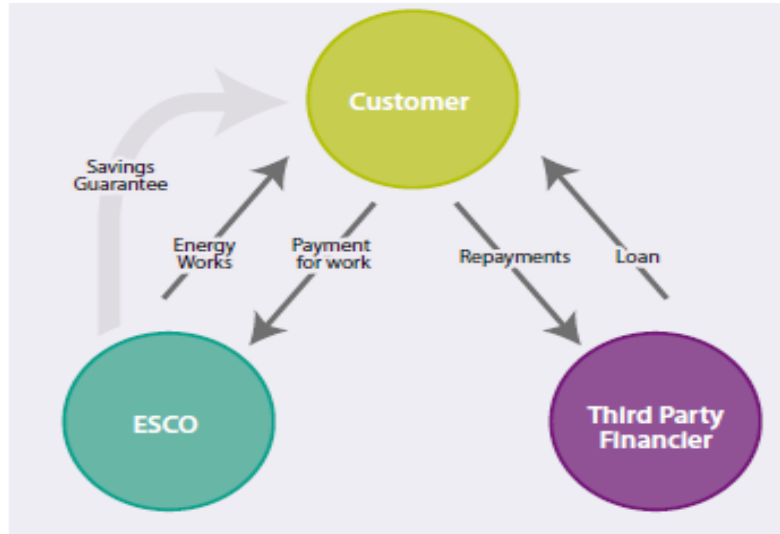 Customer
Savings
Guarantee
Energy
Works
Payment
for work
Repayments
Loan
ESCO
Third Party
Financier